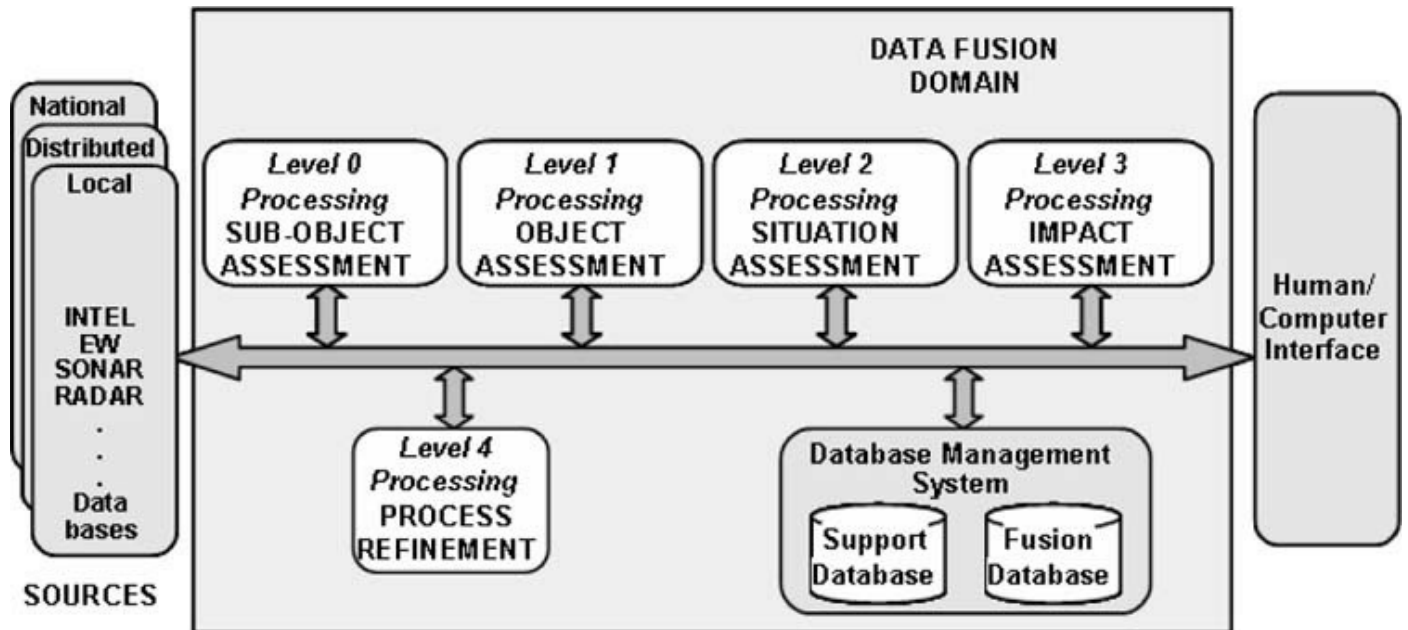 DATA FUSION
DOMAIN
National
Distributed
Local
INTEL
EW
SONAR
RADAR
.
.
.
Data
bases
SOURCES
Level 0
Processing
SUB-OBJECT
ASSESSMENT
Level 1
Processing
OBJECT
ASSESSMENT
Level 2
Processing
SITUATION
ASSESSMENT
Level 3
Processing
IMPACT
ASSESSMENT
Level 4
Processing
PROCESS
REFINEMENT
Database Management
System
Support
Database
Fusion
Database
Human/
Computer
Interface